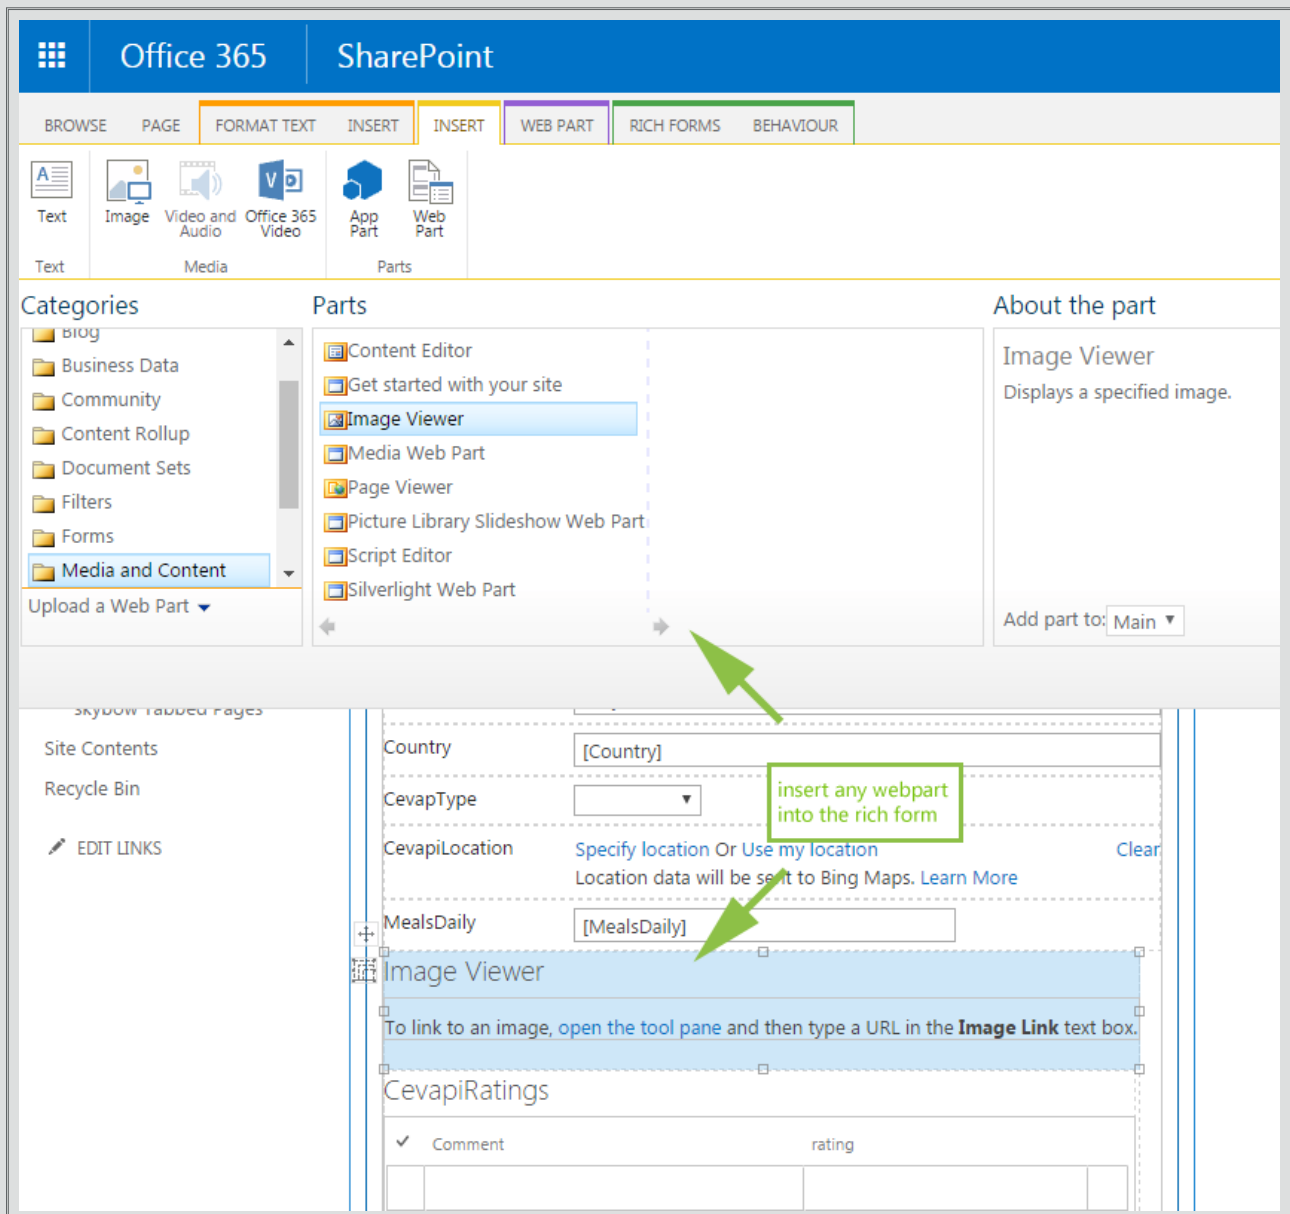 Office 365
SharePoint
BROWSE
PAGE
FORMAT TEXT
INSERT
INSERT
WEB PART
RICH FORMS
BEHAVIOUR
Text
Image
Video and
Audio
Office 365
Video
App
Part
Web
Part
Text
Media
Parts
Categories
Blog
Business Data
Community
Content Rollup
Document Sets
Filters
Forms
Media and Content
Upload a Web Part
Parts
Content Editor
Get started with your site
Image Viewer
Media Web Part
Page Viewer
Picture Library Slideshow Web Part
Script Editor
Silverlight Web Part
About the part
Image Viewer
Displays a specified image.
Add part to: Main
skybow Tabbed Pages
Site Contents
Recycle Bin
EDIT LINKS
Country
[Country]
CevapType
insert any webpart
into the rich form
CevapiLocation
Specify location Or Use my location
Clear
Location data will be sent to Bing Maps. Learn More
MealsDaily
[MealsDaily]
Image Viewer
To link to an image, open the tool pane and then type a URL in the Image Link text box.
CevapiRatings
Comment
rating